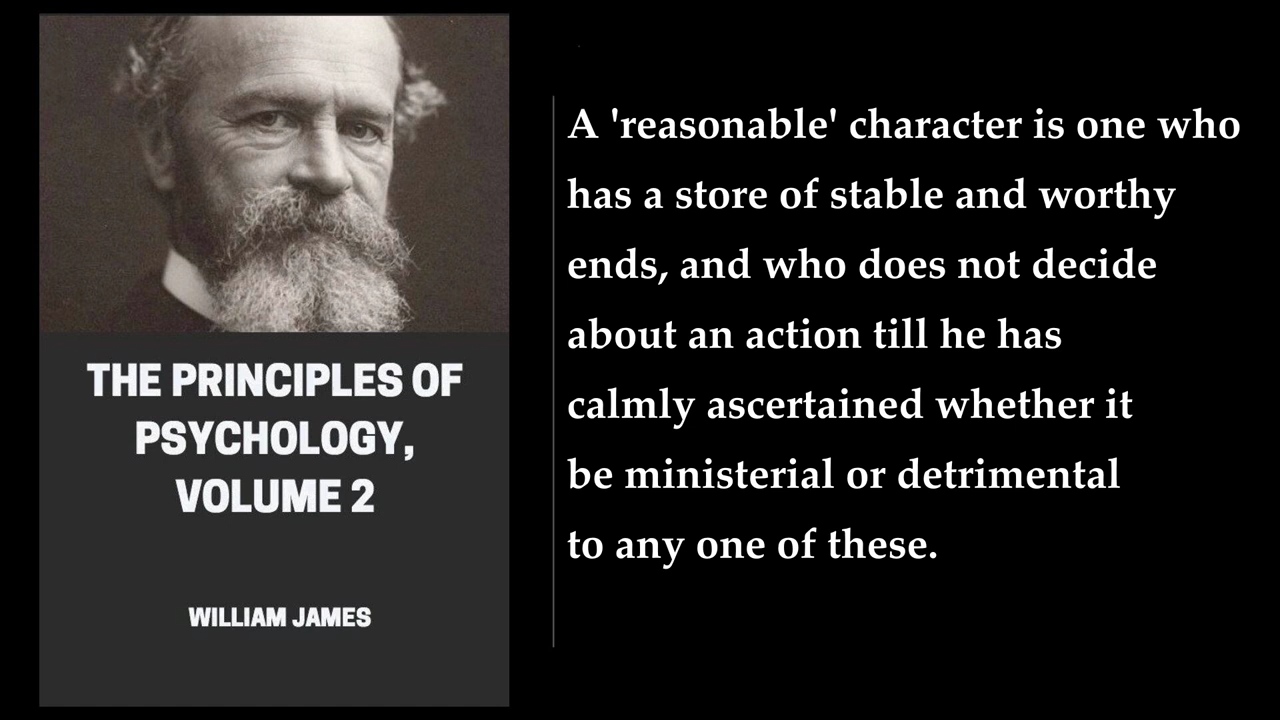 THE PRINCIPLES OF
PSYCHOLOGY,
VOLUME 2
WILLIAM JAMES
A 'reasonable' character is one who
has a store of stable and worthy
ends, and who does not decide
about an action till he has
calmly ascertained whether it
be ministerial or detrimental
to any one of these.